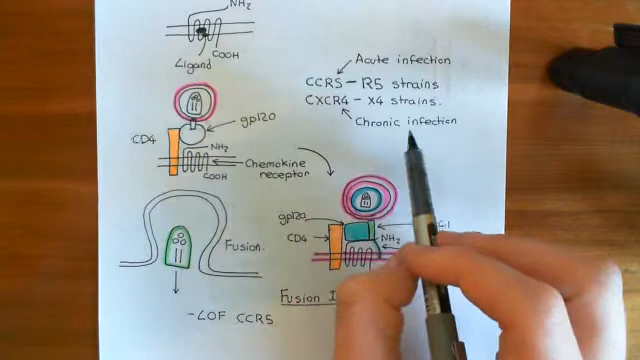 NH2
COOH
Ligand
Acute infection
CCR5 - R5 strains
CXCR4 - X4 strains.
Chronic infection
gp120
CD4
NH2
COOH
Chemokine
receptor
gp120
CD4
NH2
Fusion.
Fusion
-LOF CCR5